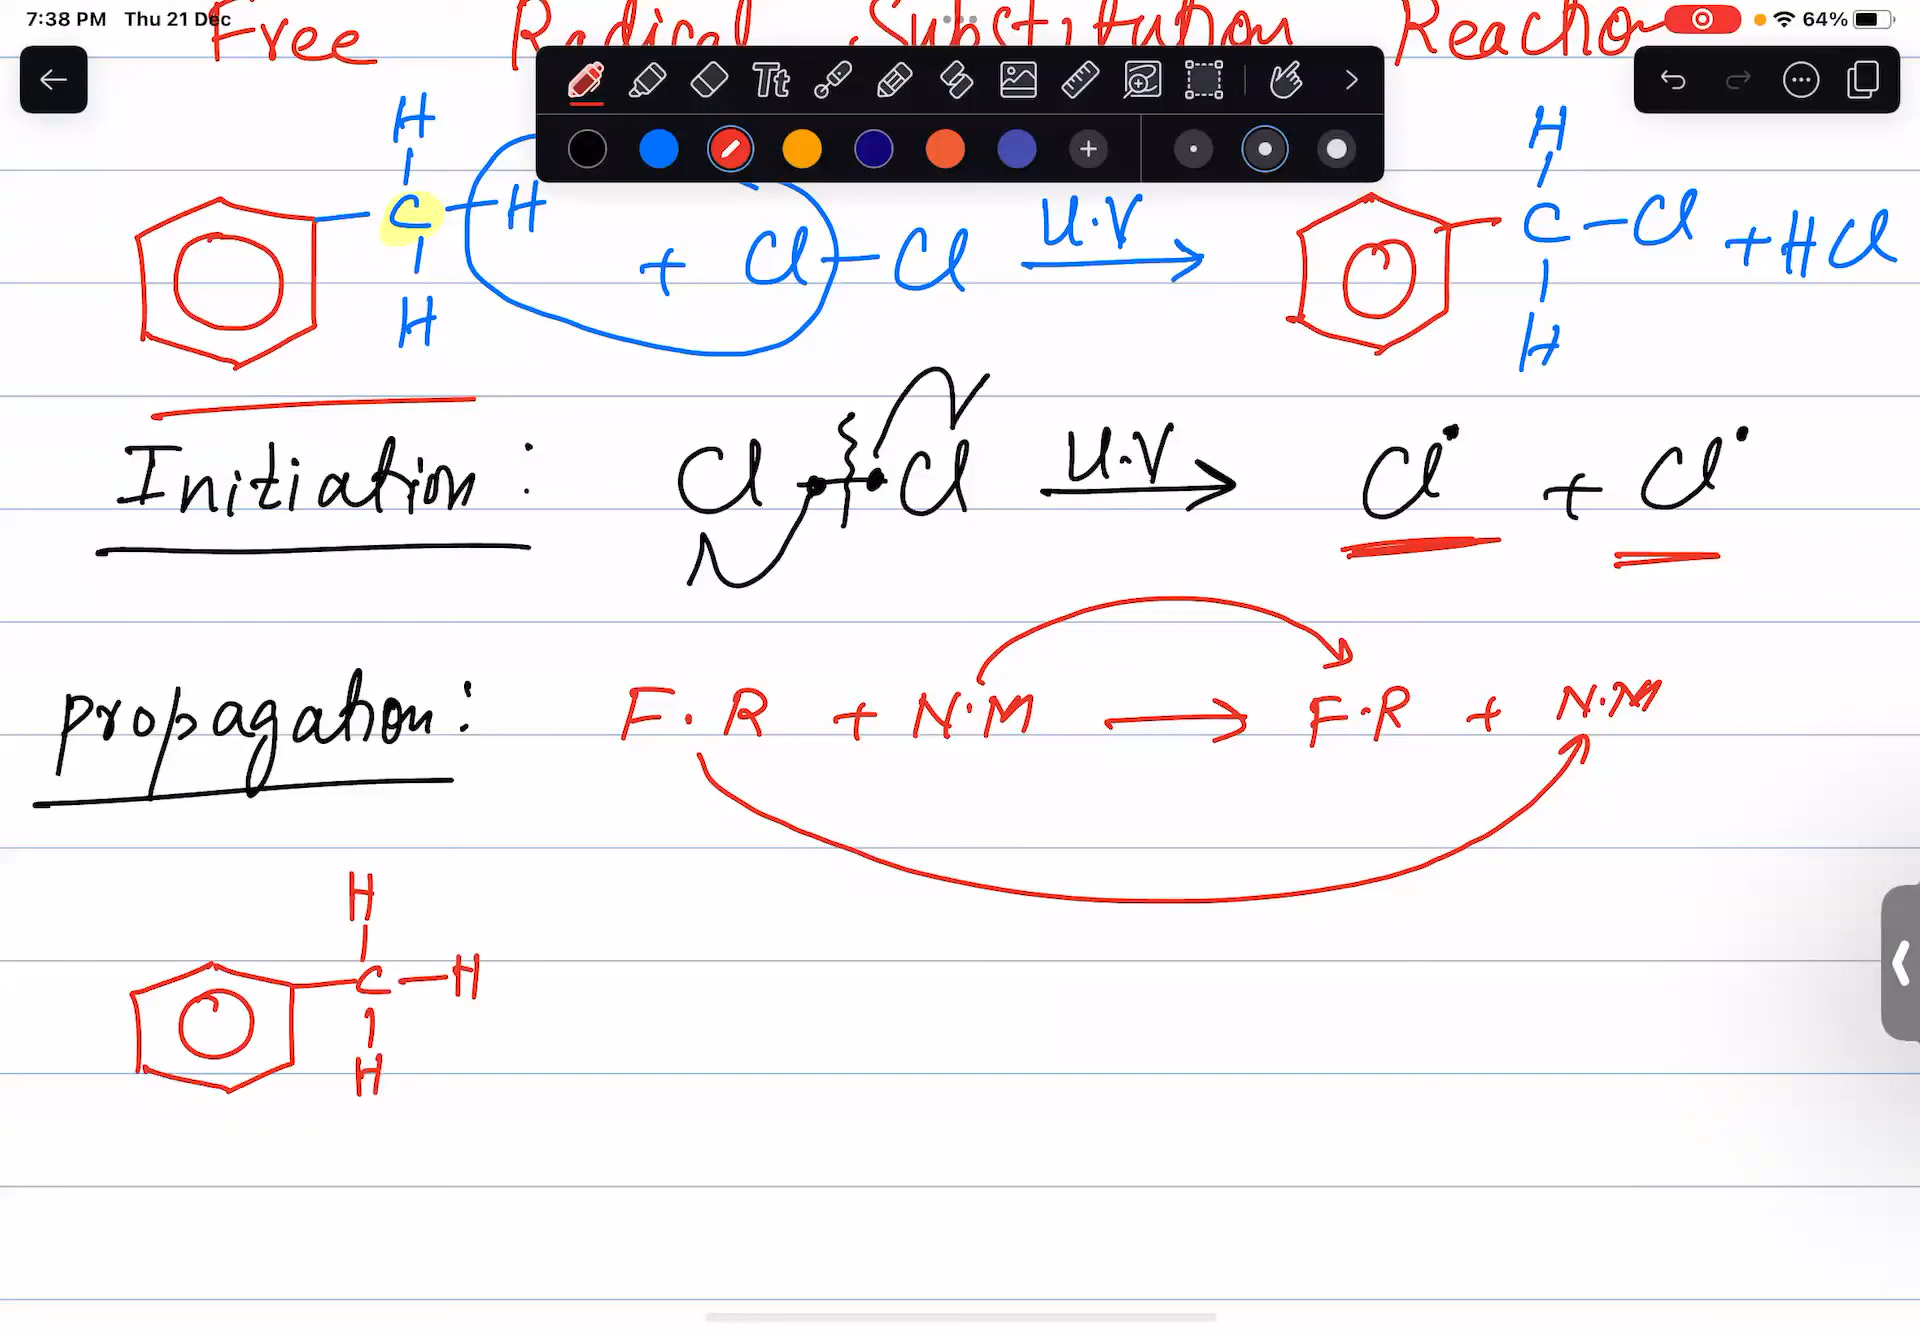 7:38 PM Thu 21 Dec
64%
Free Radical Substitution Reaction
Tt
H
H
C - H + Cl - Cl U.V → C - Cl + HCl
H
H
Initiation : Cl Cl U.V → Cl• + Cl•
propagation : F.R + N.M → F.R + N.M
H
C - H
H